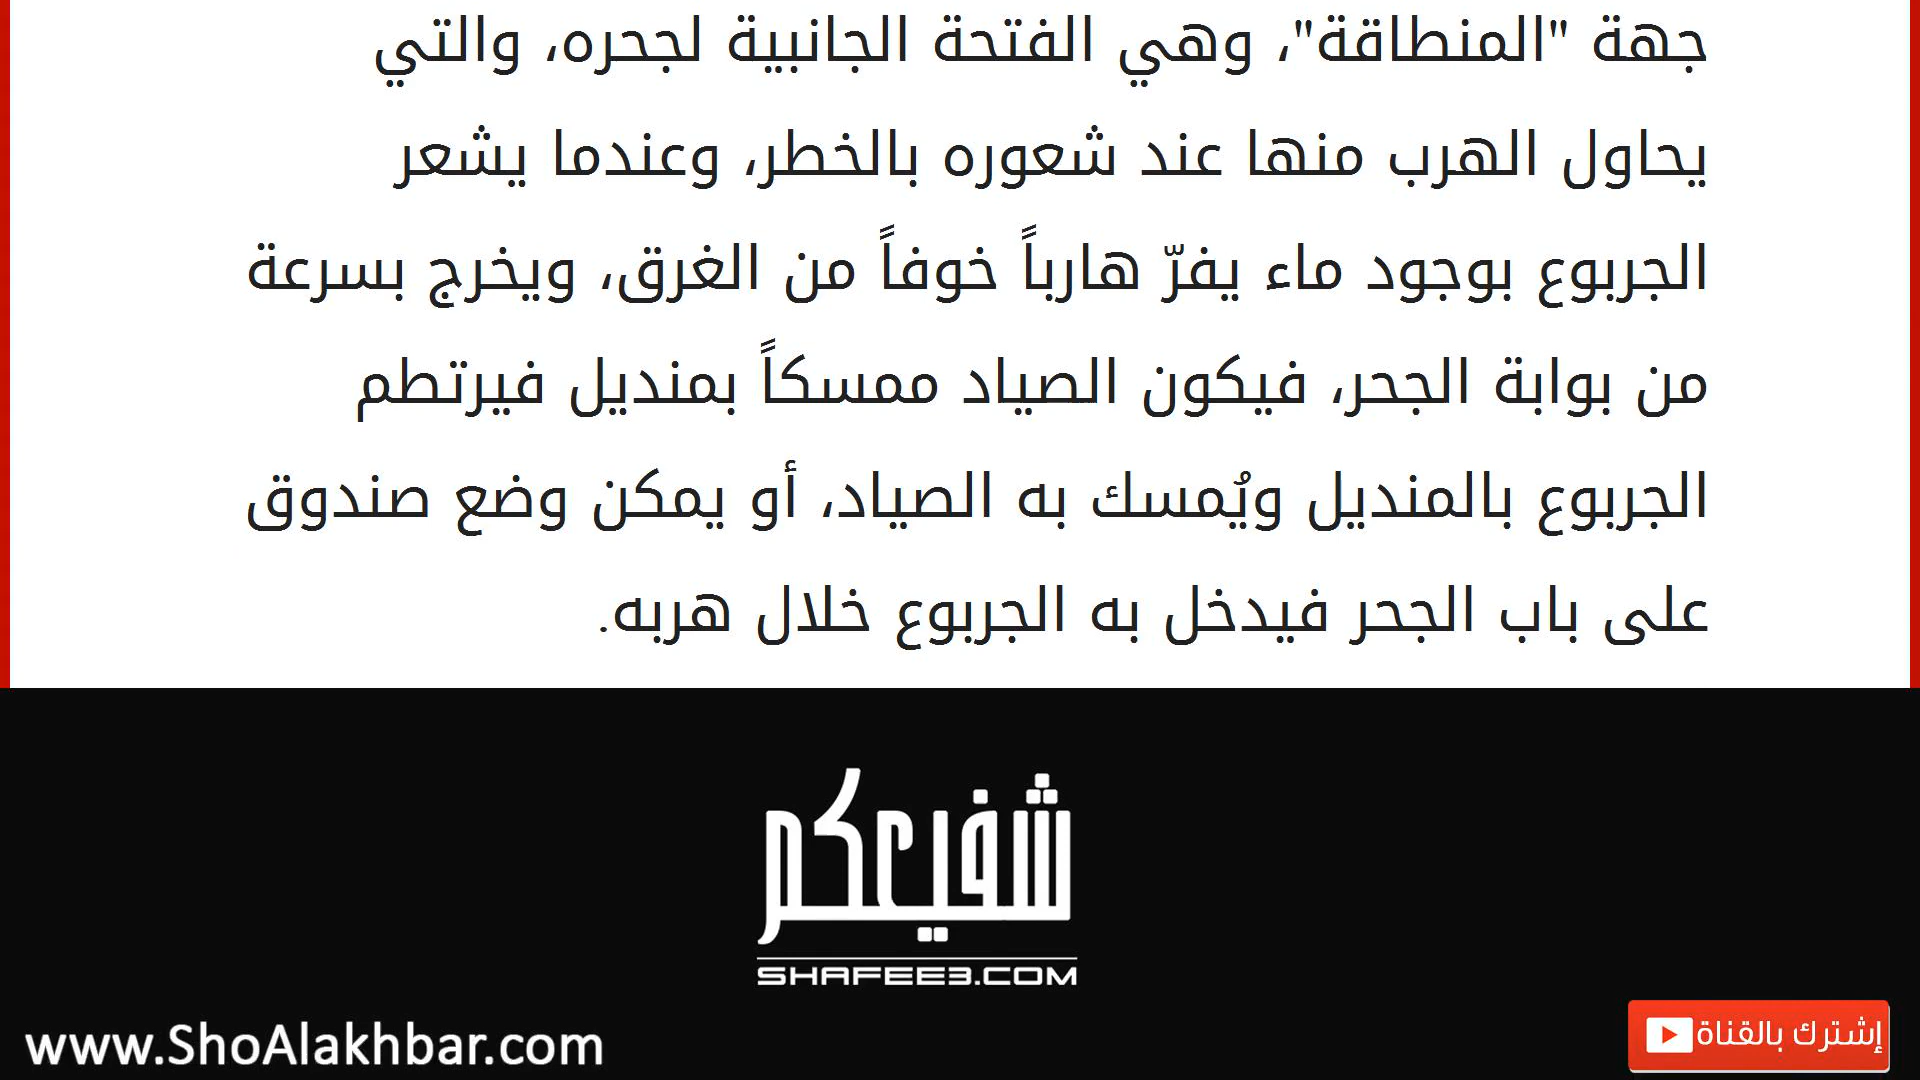 جهة "المنطاقة"، وهي الفتحة الجانبية لجحره، والتي
يحاول الهرب منها عند شعوره بالخطر، وعندما يشعر
الجربوع بوجود ماء يفرّ هارباً خوفاً من الغرق، ويخرج بسرعة
من بوابة الجحر، فيكون الصياد ممسكاً بمنديل فيرتطم
الجربوع بالمنديل ويُمسك به الصياد، أو يمكن وضع صندوق
على باب الجحر فيدخل به الجربوع خلال هربه.
شفيعكم
SHAFEE3.COM
www.ShoAlakhbar.com
إشترك بالقناة